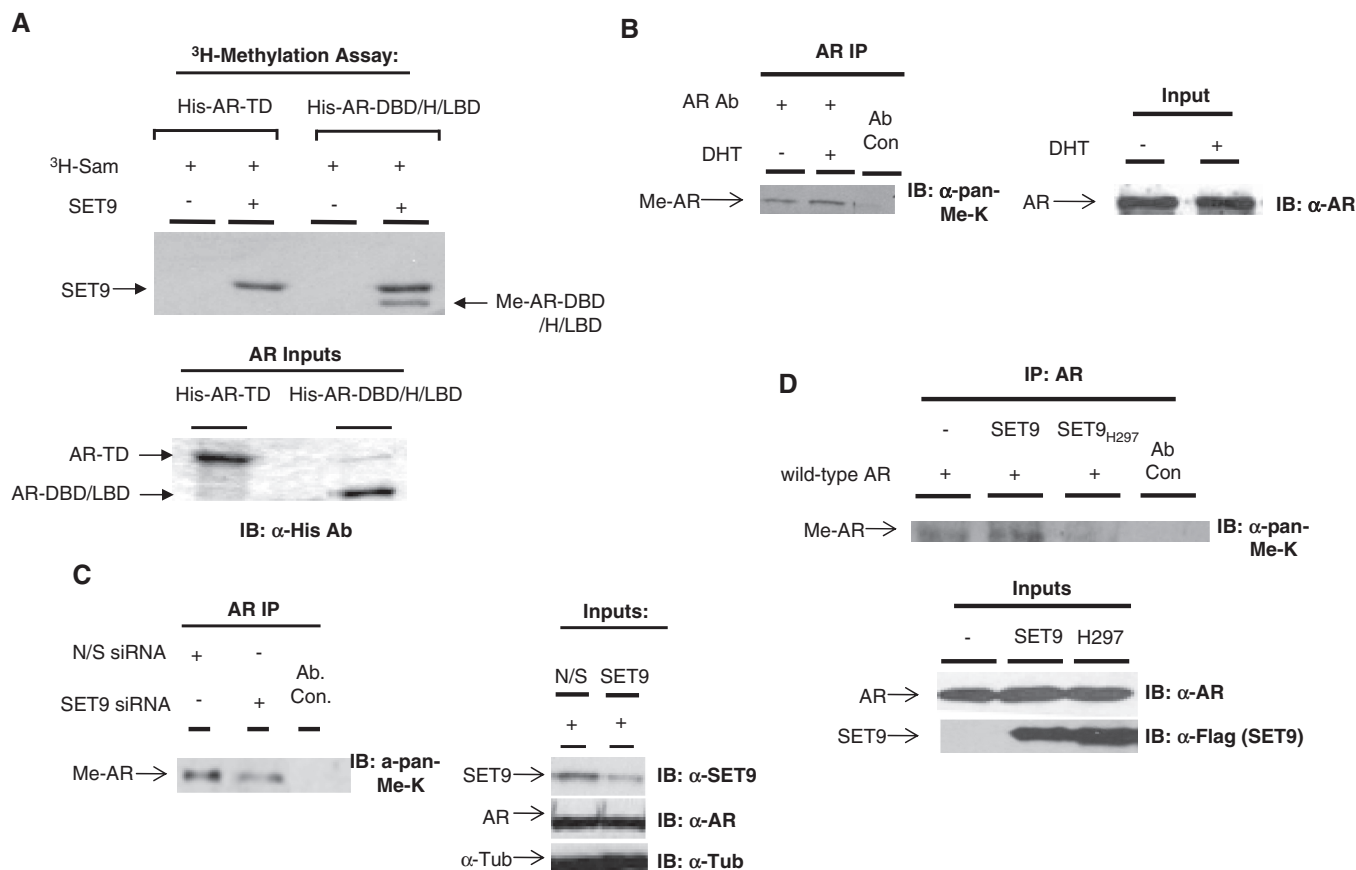 A
³H-Methylation Assay:
His-AR-TD His-AR-DBD/H/LBD
³H-Sam + + + +
SET9 - + - +
SET9
Me-AR-DBD
/H/LBD
AR Inputs
His-AR-TD His-AR-DBD/H/LBD
AR-TD
AR-DBD/LBD
IB: α-His Ab
B
AR IP
AR Ab + +
Ab
Con
DHT - +
Me-AR
IB: α-pan-
Me-K
Input
DHT - +
AR
IB: α-AR
C
AR IP
N/S siRNA + -
Ab.
Con.
SET9 siRNA - +
Me-AR
IB: a-pan-
Me-K
Inputs:
N/S SET9
+ +
SET9
IB: α-SET9
AR
IB: α-AR
α-Tub
IB: α-Tub
D
IP: AR
- SET9 SET9H297
Ab
Con
wild-type AR + + +
Me-AR
IB: α-pan-
Me-K
Inputs
- SET9 H297
AR
IB: α-AR
SET9
IB: α-Flag (SET9)